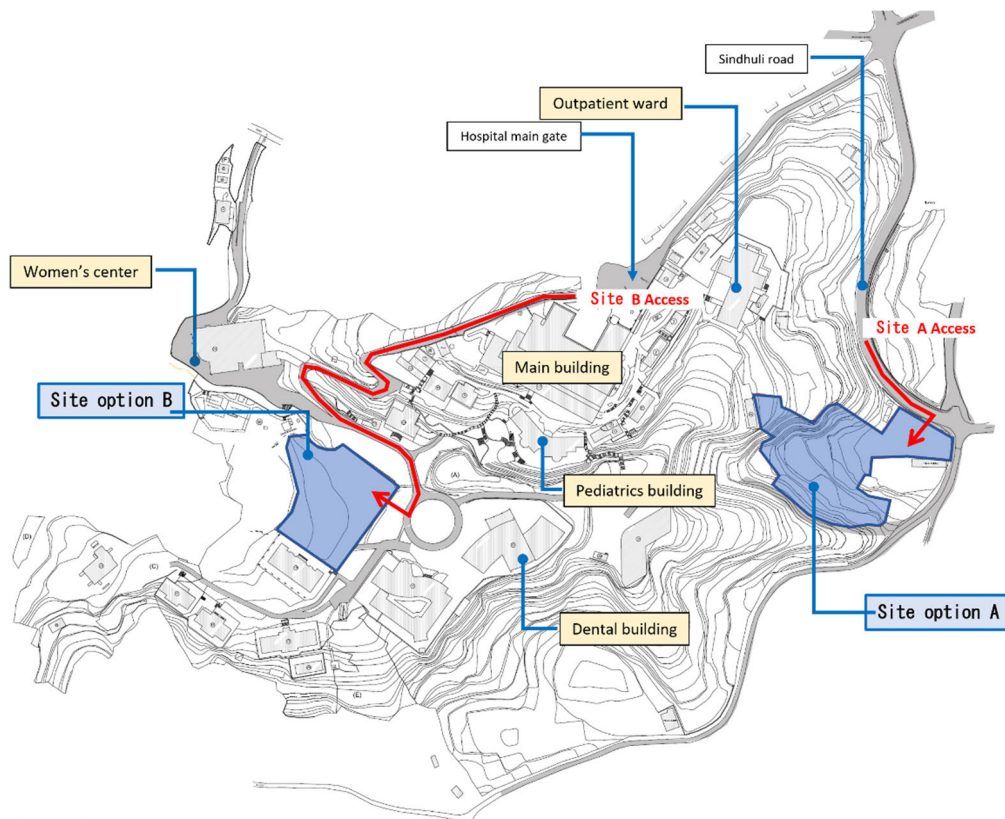 Sindhuli road
Outpatient ward
Hospital main gate
Women's center
Site B Access
Site A Access
Main building
Site option B
(A)
Pediatrics building
(D)
(C)
Site option A
Dental building
(E)